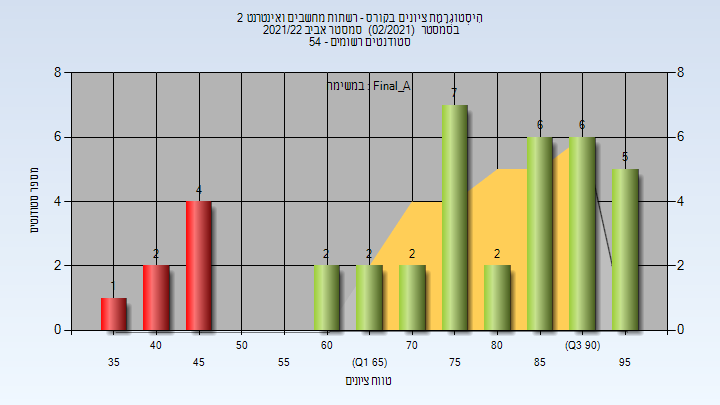 היסטוגרמת ציונים בקורס - רשתות מחשבים ואינטרנט 2
בסמסטר (02/2021) סמסטר אביב 2021/22
סטודנטים רשומים - 54
במשימה : Final_A
מספר סטודנטים
8 8
6 6
4 4
2 2
0 0
1 2 4 2 2 2 7 2 6 6 5
40 50 60 70 80 (Q3 90)
35 45 55 (Q1 65) 75 85 95
טווח ציונים